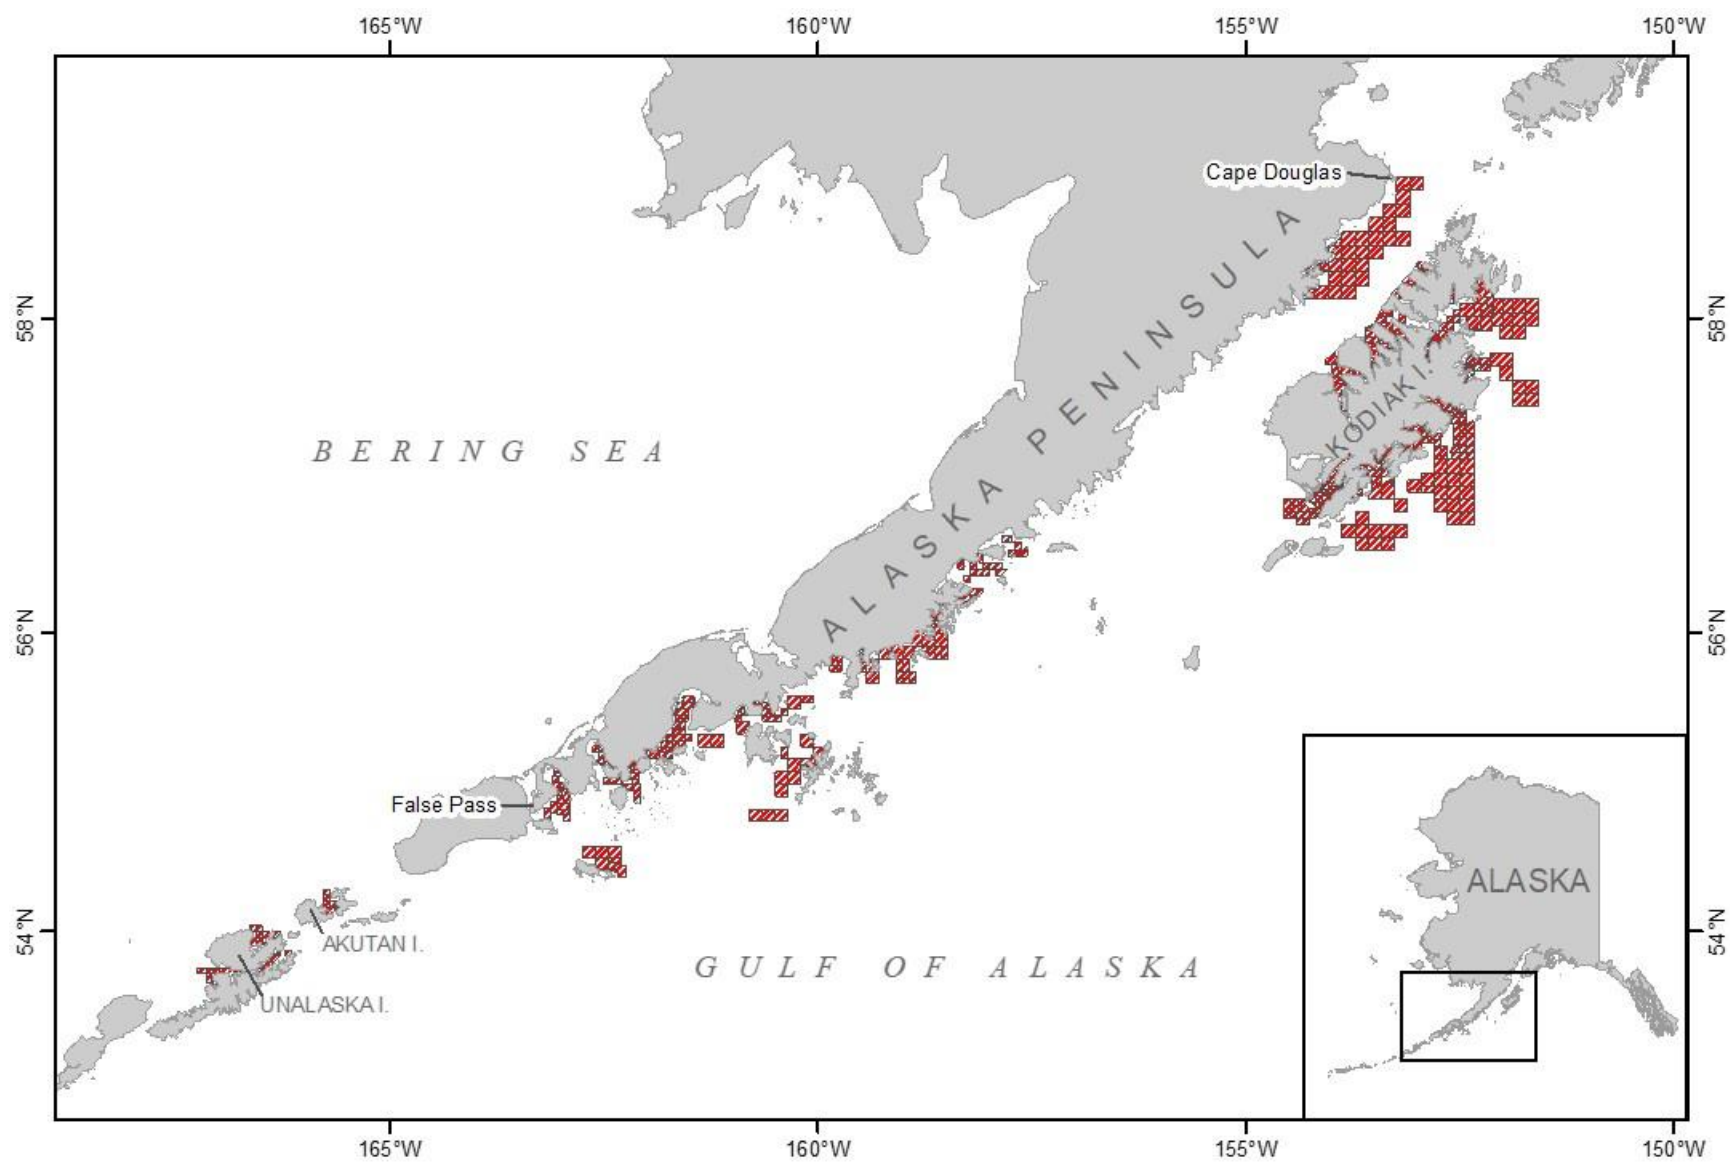 165°W 160°W 155°W 150°W
Cape Douglas
58°N 58°N
ALASKA PENINSULA
KODIAK I.
BERING SEA
56°N 56°N
False Pass
ALASKA
54°N 54°N
AKUTAN I.
GULF OF ALASKA
UNALASKA I.
165°W 160°W 155°W 150°W